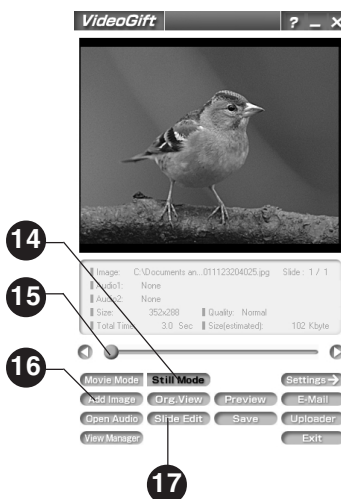 VideoGift ? _ X
14
15
16
Image: C:\Documents an...011123204025.jpg Slide : 1 / 1
Audio1: None
Audio2: None
Size: 352x288 Quality: Normal
Total Time: 3.0 Sec Size(estimated): 102 Kbyte
Movie Mode Still Mode Settings →
Add Image Org.View Preview E-Mail
Open Audio Slide Edit Save Uploader
View Manager Exit
17